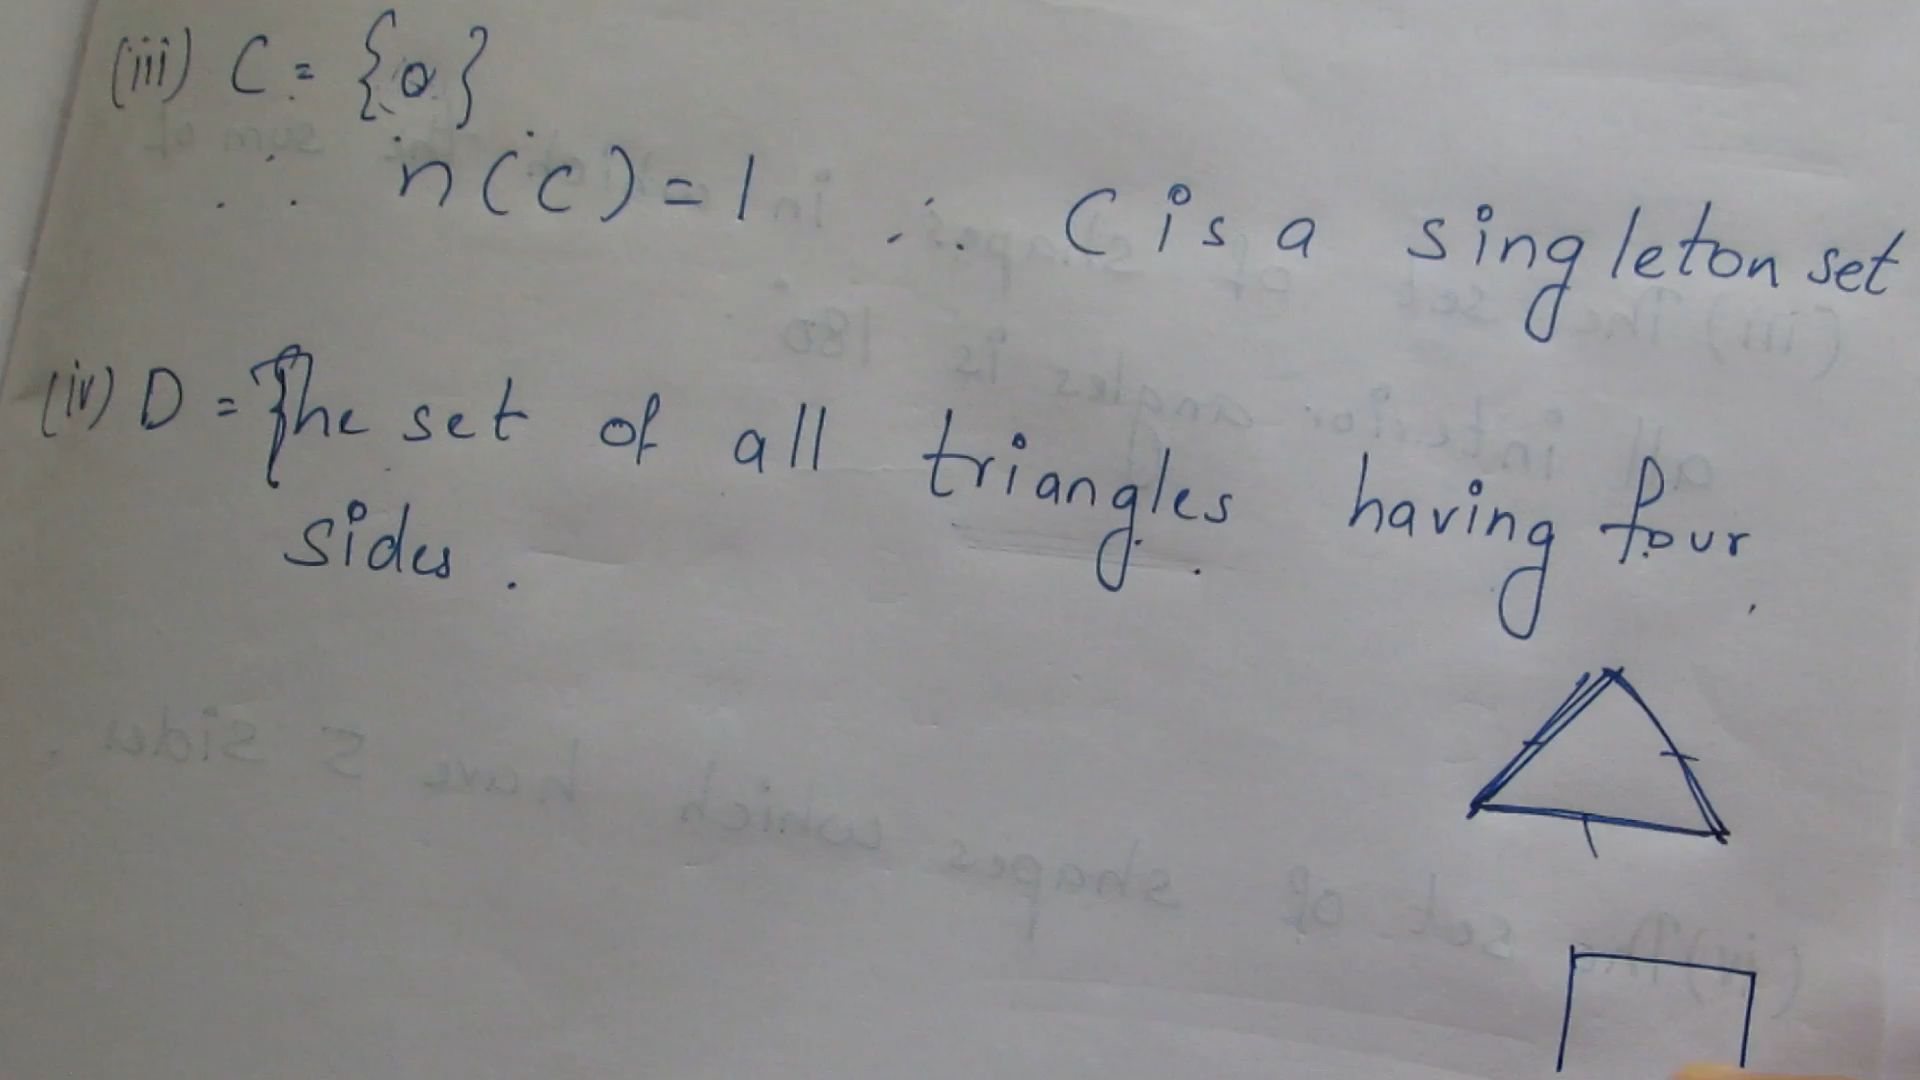 (iii) C = {0}
∴ n(C) = 1 ∴ C is a singleton set
(iv) D = The set of all triangles having four
sides.